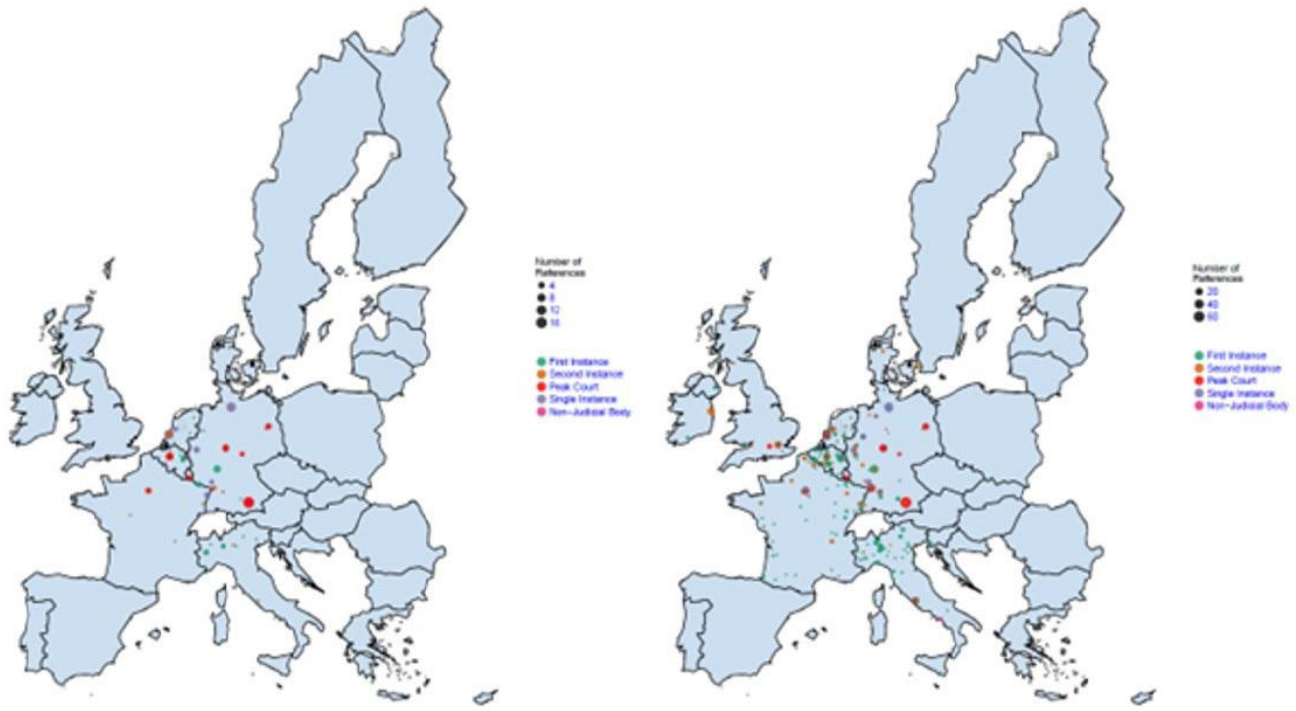 Number of
References
4
8
12
16
First Instance
Second Instance
Peak Court
Single Instance
Non-Judicial Body
Number of
References
20
40
60
First Instance
Second Instance
Peak Court
Single Instance
Non-Judicial Body